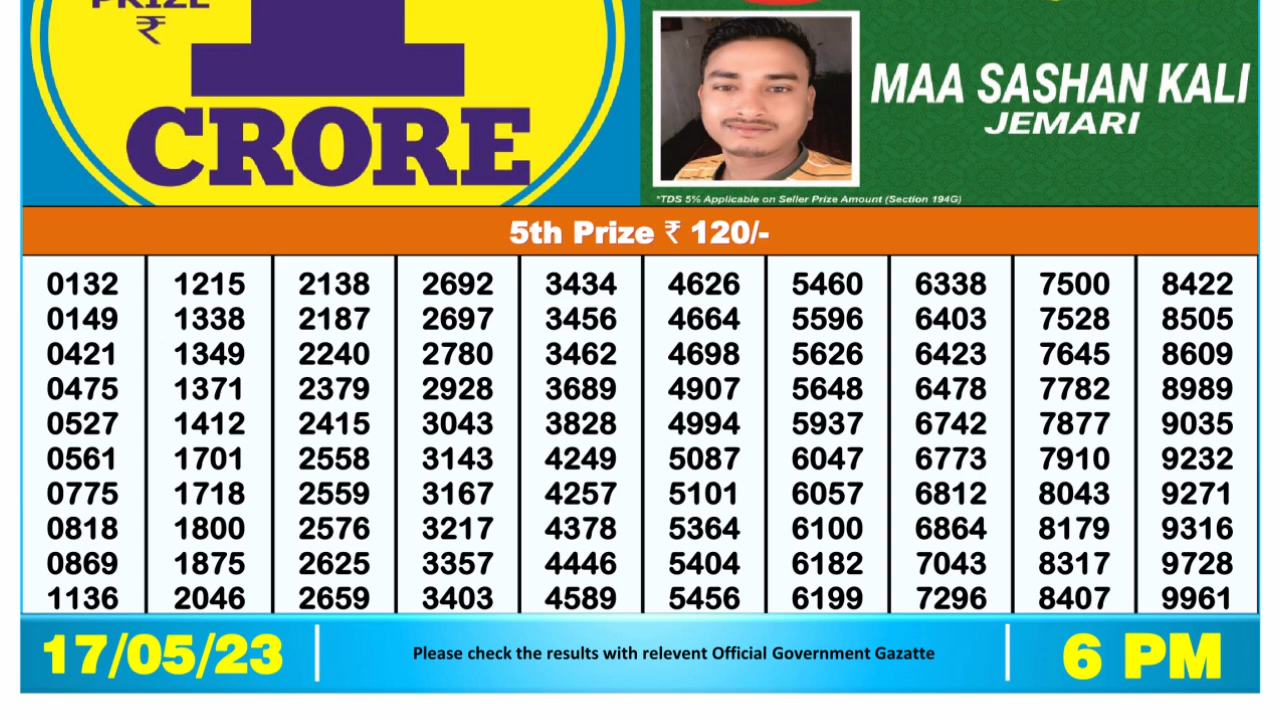 PRIZE
₹
1
CRORE
MAA SASHAN KALI
JEMARI
*TDS 5% Applicable on Seller Prize Amount (Section 194G)
5th Prize ₹ 120/-
0132 1215 2138 2692 3434 4626 5460 6338 7500 8422
0149 1338 2187 2697 3456 4664 5596 6403 7528 8505
0421 1349 2240 2780 3462 4698 5626 6423 7645 8609
0475 1371 2379 2928 3689 4907 5648 6478 7782 8989
0527 1412 2415 3043 3828 4994 5937 6742 7877 9035
0561 1701 2558 3143 4249 5087 6047 6773 7910 9232
0775 1718 2559 3167 4257 5101 6057 6812 8043 9271
0818 1800 2576 3217 4378 5364 6100 6864 8179 9316
0869 1875 2625 3357 4446 5404 6182 7043 8317 9728
1136 2046 2659 3403 4589 5456 6199 7296 8407 9961
17/05/23 Please check the results with relevent Official Government Gazatte 6 PM